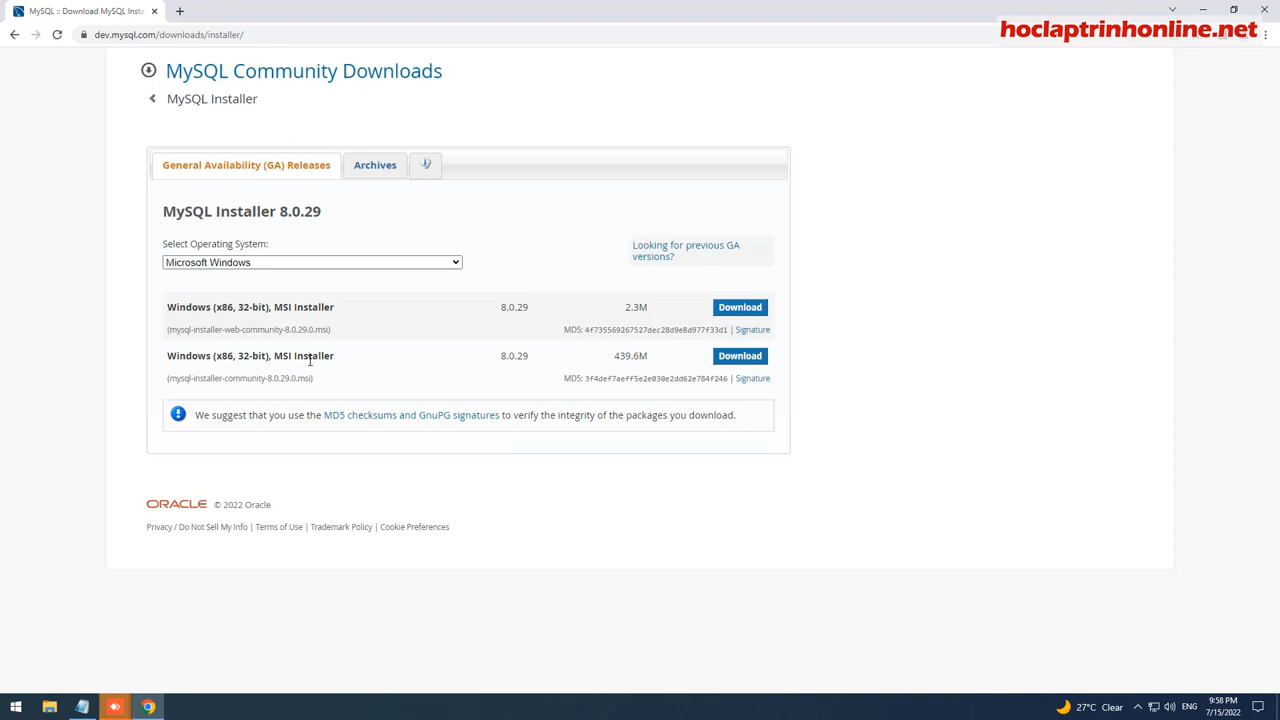 MySQL :: Download MySQL Insta
dev.mysql.com/downloads/installer/
hoclaptrinhonline.net
MySQL Community Downloads
MySQL Installer
General Availability (GA) Releases
Archives
MySQL Installer 8.0.29
Select Operating System:
Looking for previous GA
versions?
Microsoft Windows
Windows (x86, 32-bit), MSI Installer 8.0.29 2.3M Download
(mysql-installer-web-community-8.0.29.0.msi) MD5: 4f735569267527dec28d9e8d977f33d1 | Signature
Windows (x86, 32-bit), MSI Installer 8.0.29 439.6M Download
(mysql-installer-community-8.0.29.0.msi) MD5: 3f4def7aeff5e2e030e2dd62e784f246 | Signature
We suggest that you use the MD5 checksums and GnuPG signatures to verify the integrity of the packages you download.
ORACLE © 2022 Oracle
Privacy / Do Not Sell My Info | Terms of Use | Trademark Policy | Cookie Preferences
27°C Clear
ENG
9:58 PM
7/15/2022